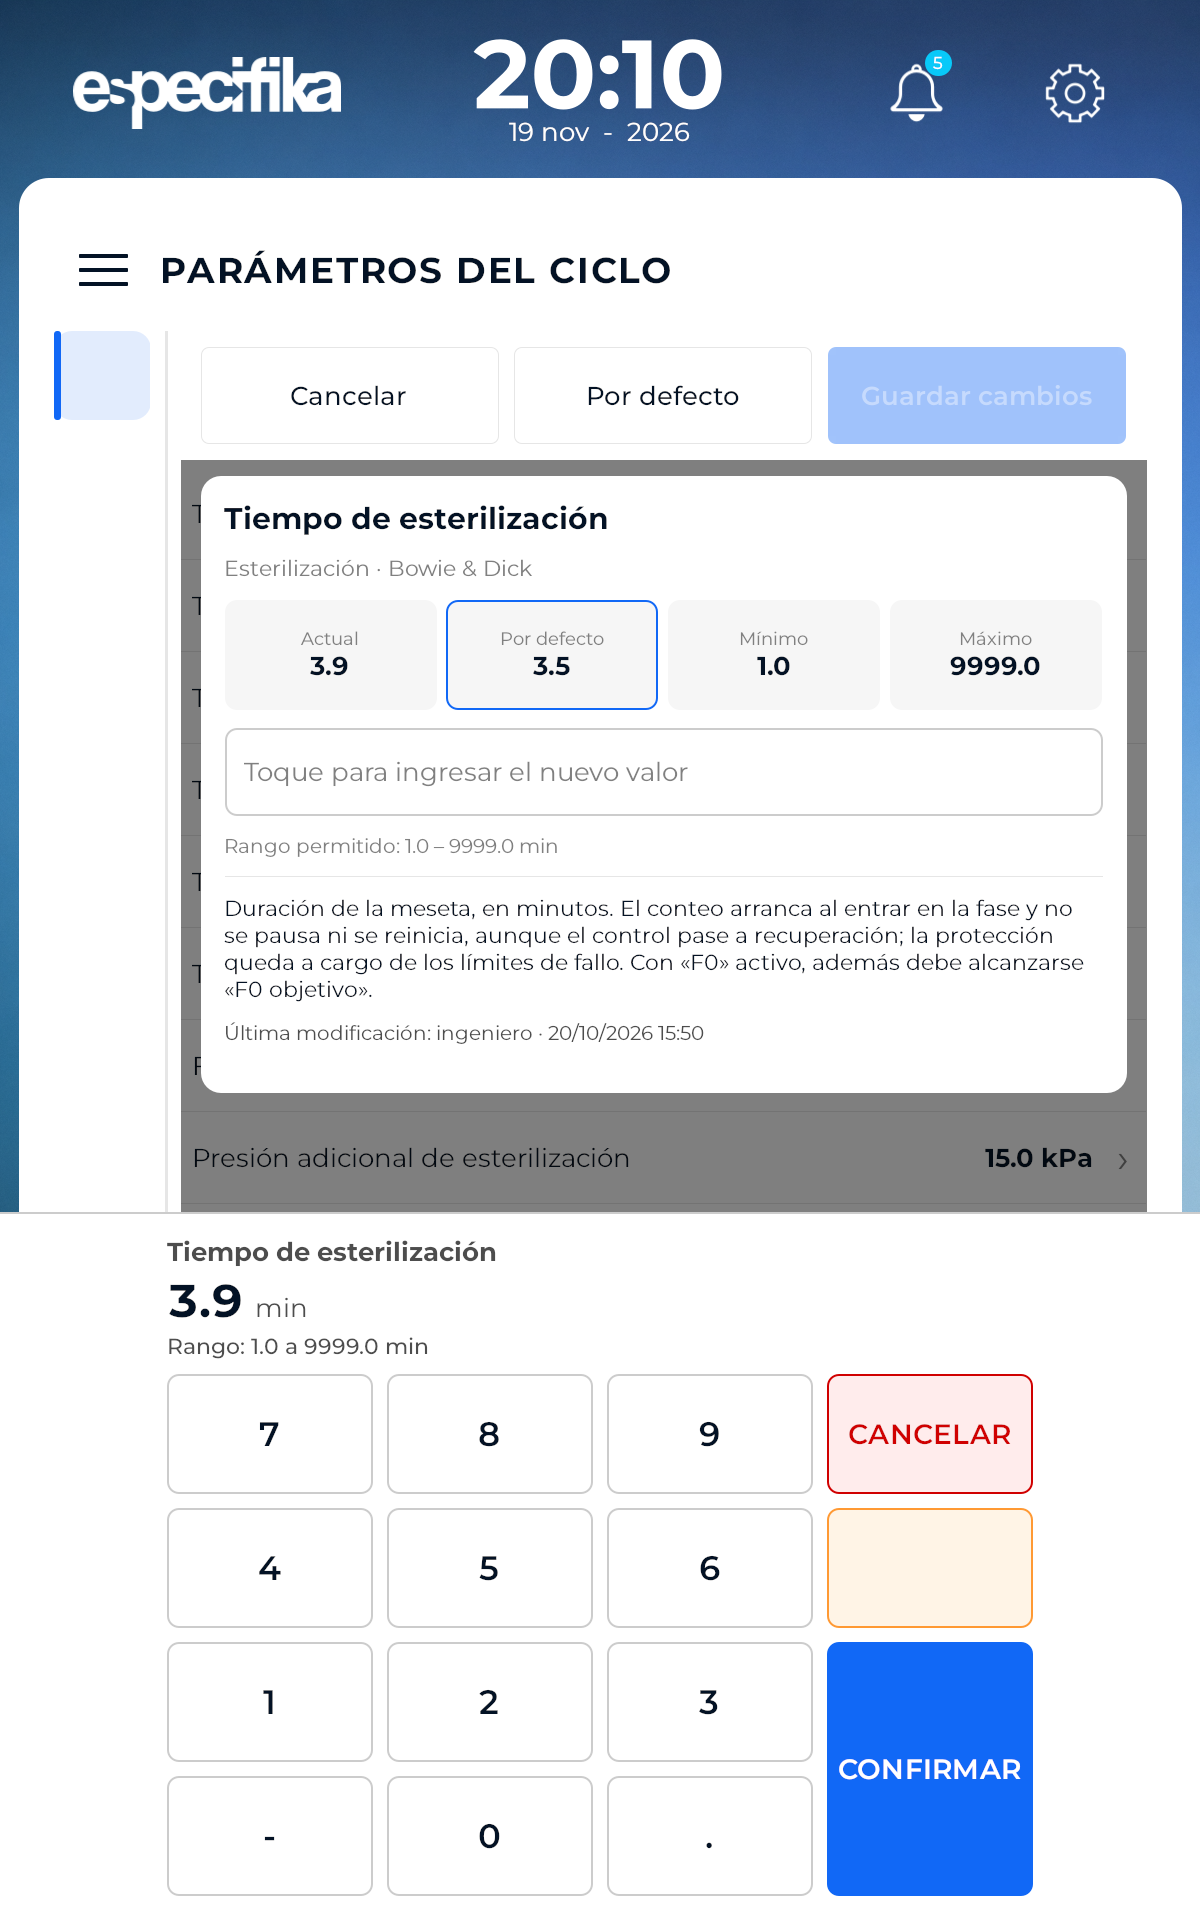 especifika
20:10
19 nov - 2026
5
PARÁMETROS DEL CICLO
Cancelar
Por defecto
Guardar cambios
Tiempo de esterilización
Esterilización · Bowie & Dick
Actual
3.9
Por defecto
3.5
Mínimo
1.0
Máximo
9999.0
Toque para ingresar el nuevo valor
Rango permitido: 1.0 – 9999.0 min
Duración de la meseta, en minutos. El conteo arranca al entrar en la fase y no
se pausa ni se reinicia, aunque el control pase a recuperación; la protección
queda a cargo de los límites de fallo. Con «F0» activo, además debe alcanzarse
«F0 objetivo».
Última modificación: ingeniero · 20/10/2026 15:50
Presión adicional de esterilización
15.0 kPa ›
Tiempo de esterilización
3.9 min
Rango: 1.0 a 9999.0 min
7 8 9 CANCELAR
4 5 6
1 2 3
CONFIRMAR
- 0 .